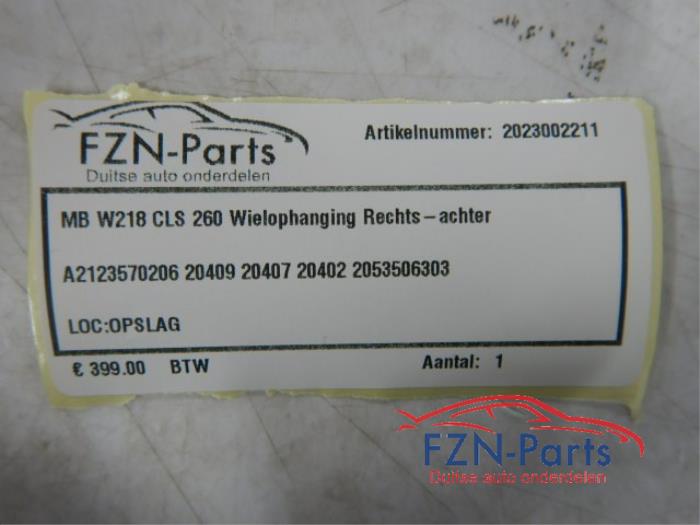 FZN-Parts
Duitse auto onderdelen
Artikelnummer: 2023002211
MB W218 CLS 260 Wielophanging Rechts-achter
A2123570206 20409 20407 20402 2053506303
LOC:OPSLAG
€ 399.00 BTW
Aantal: 1
FZN-Parts
Duitse auto onderdelen